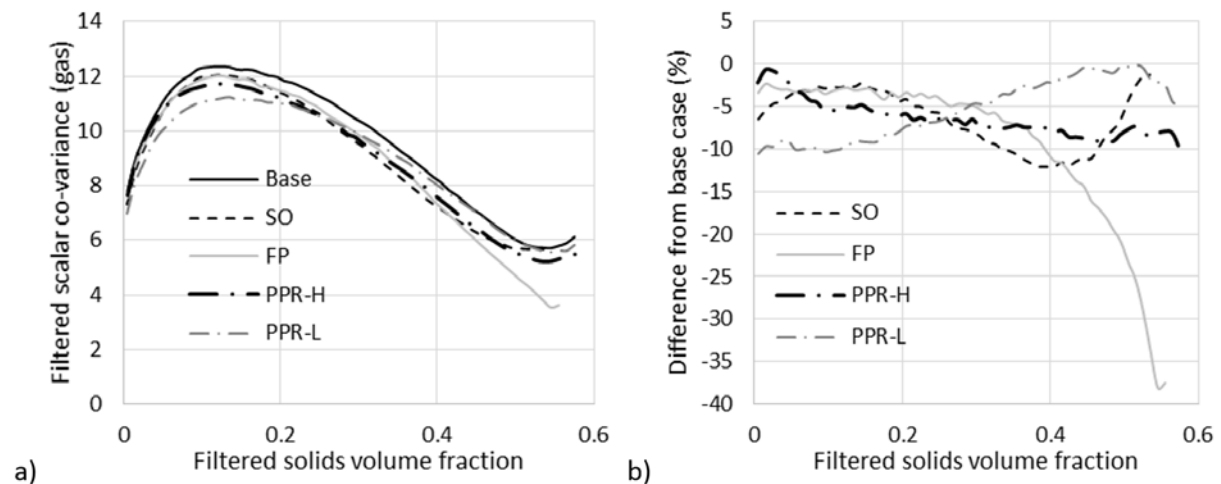 Filtered scalar co-variance (gas)
14
12
10
8
6
4
2
0
Base
SO
FP
PPR-H
PPR-L
0
0.2
0.4
0.6
Filtered solids volume fraction
a)
Difference from base case (%)
5
0
-5
-10
-15
-20
-25
-30
-35
-40
SO
FP
PPR-H
PPR-L
0
0.2
0.4
0.6
Filtered solids volume fraction
b)